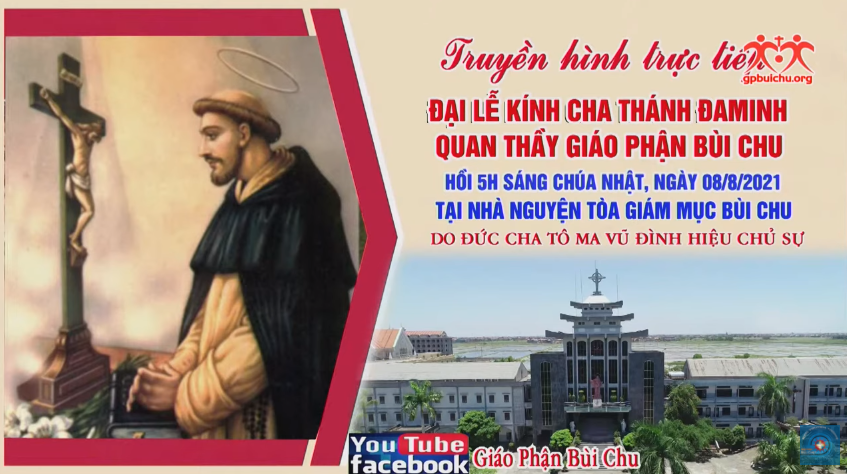 Truyền hình trực tiếp
gpbuichu.org
ĐẠI LỄ KÍNH CHA THÁNH ĐAMINH
QUAN THẦY GIÁO PHẬN BÙI CHU
HỒI 5H SÁNG CHÚA NHẬT, NGÀY 08/8/2021
TẠI NHÀ NGUYỆN TÒA GIÁM MỤC BÙI CHU
DO ĐỨC CHA TÔ MA VŨ ĐÌNH HIỆU CHỦ SỰ
YouTube
facebook
Giáo Phận Bùi Chu